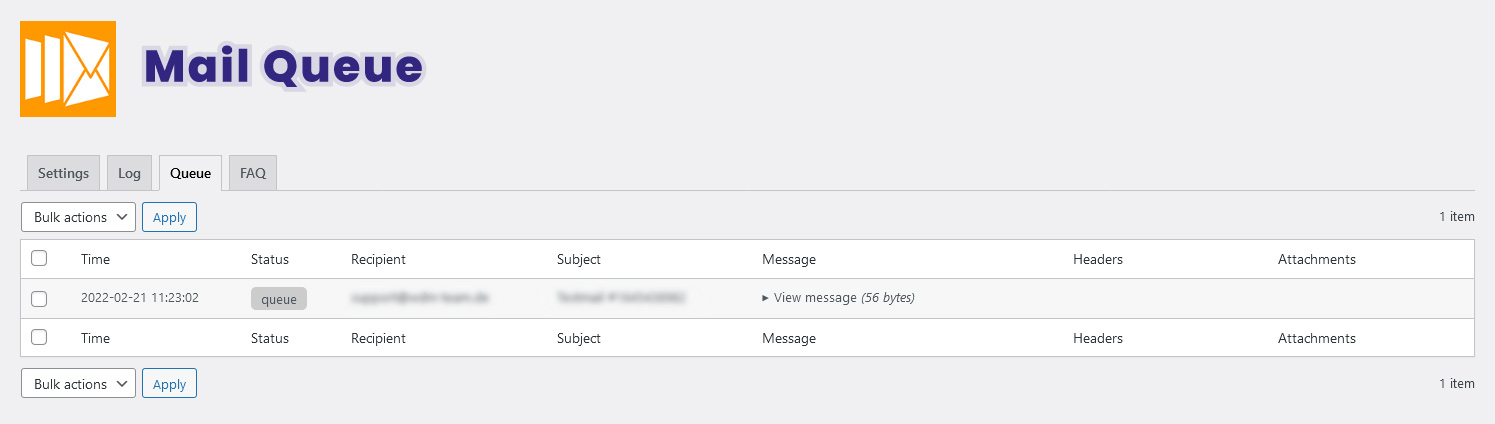 Mail Queue
Settings Log Queue FAQ
Bulk actions Apply 1 item
Time Status Recipient Subject Message Headers Attachments
2022-02-21 11:23:02 queue ▸ View message (56 bytes)
Time Status Recipient Subject Message Headers Attachments
Bulk actions Apply 1 item